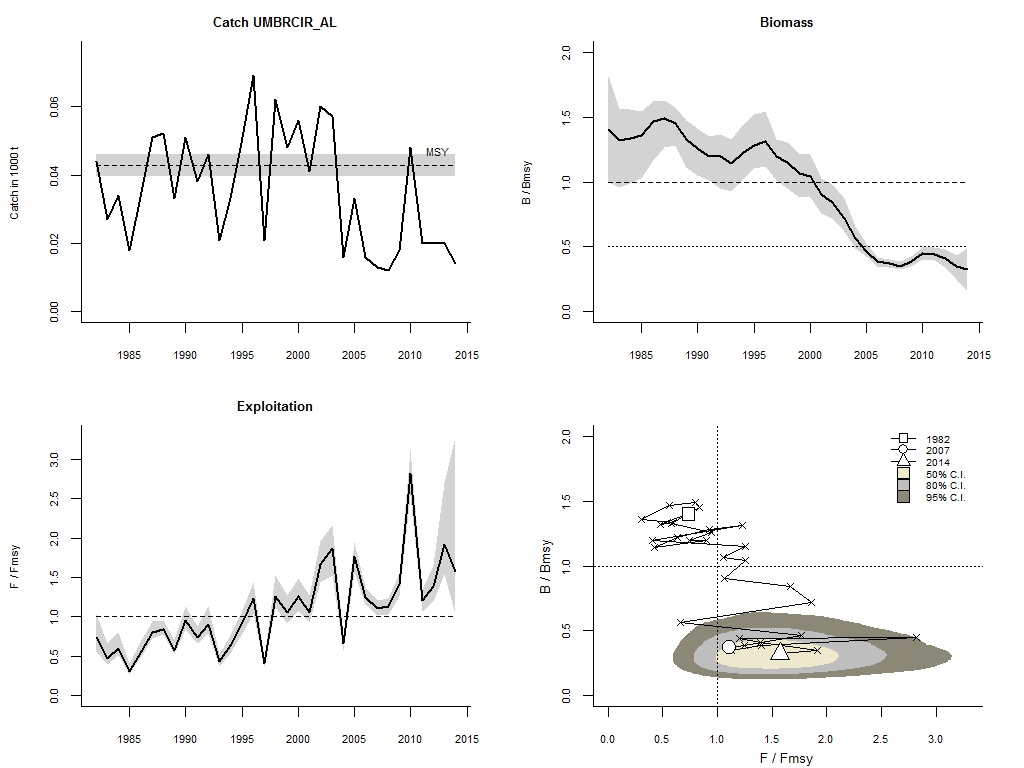 Catch UMBRCIR_AL
Catch in 1000 t
0.00 0.02 0.04 0.06
MSY
1985 1990 1995 2000 2005 2010 2015
Biomass
B / Bmsy
0.0 0.5 1.0 1.5 2.0
1985 1990 1995 2000 2005 2010 2015
Exploitation
F / Fmsy
0.0 0.5 1.0 1.5 2.0 2.5 3.0
1985 1990 1995 2000 2005 2010 2015
B / Bmsy
0.0 0.5 1.0 1.5 2.0
1982
2007
2014
50% C.I.
80% C.I.
95% C.I.
0.0 0.5 1.0 1.5 2.0 2.5 3.0
F / Fmsy